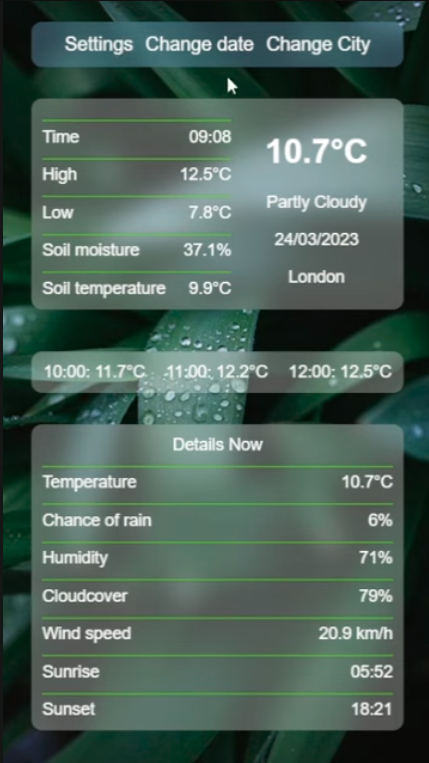 Settings Change date Change City
Time 09:08
High 12.5°C
Low 7.8°C
Soil moisture 37.1%
Soil temperature 9.9°C
10.7°C
Partly Cloudy
24/03/2023
London
10:00: 11.7°C 11:00: 12.2°C 12:00: 12.5°C
Details Now
Temperature 10.7°C
Chance of rain 6%
Humidity 71%
Cloudcover 79%
Wind speed 20.9 km/h
Sunrise 05:52
Sunset 18:21